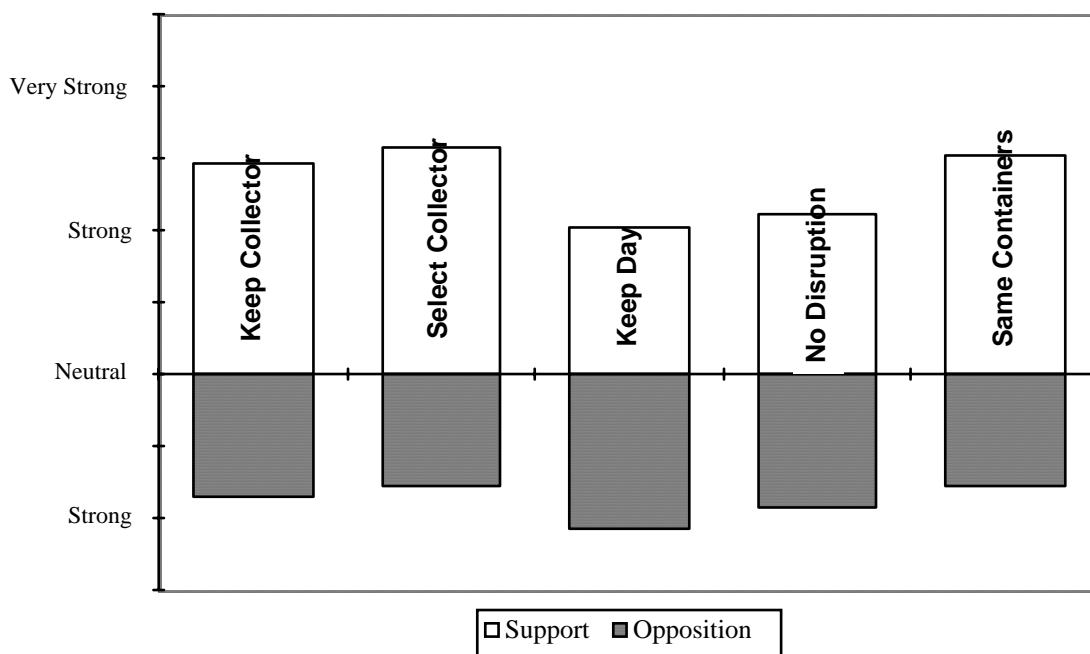 Very Strong
Strong
Neutral
Strong
Keep Collector
Select Collector
Keep Day
No Disruption
Same Containers
Support Opposition